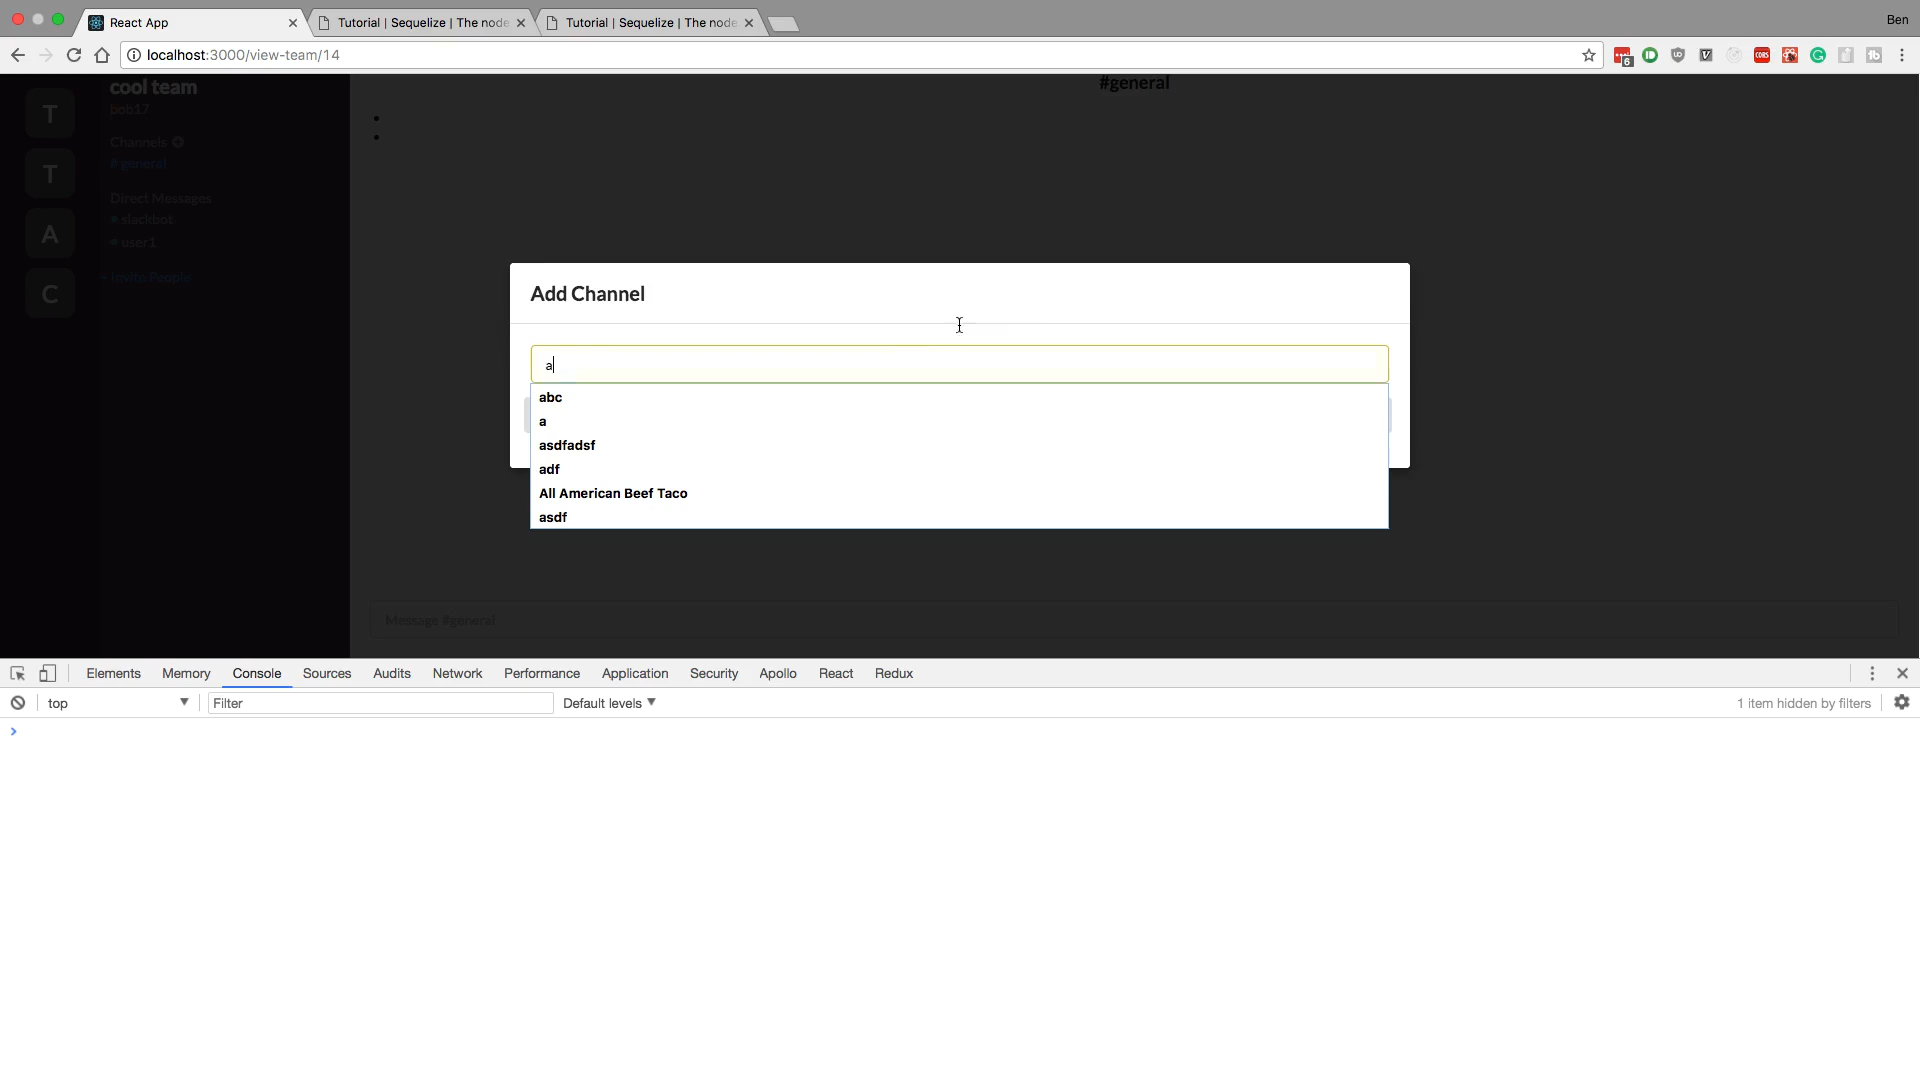 React App
Tutorial | Sequelize | The node
Tutorial | Sequelize | The node
Ben
localhost:3000/view-team/14
6
CORS
T
T
A
C
cool team
bob17
Channels
# general
Direct Messages
slackbot
user1
+ Invite People
#general
Add Channel
a
abc
a
asdfadsf
adf
All American Beef Taco
asdf
Message #general
Elements
Memory
Console
Sources
Audits
Network
Performance
Application
Security
Apollo
React
Redux
top
Filter
Default levels
1 item hidden by filters